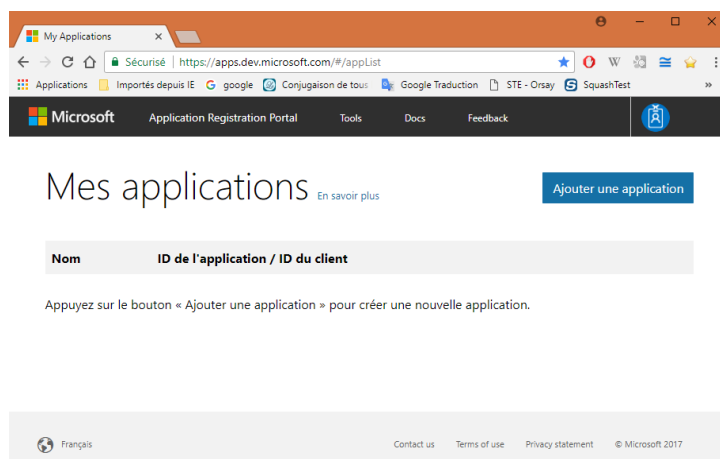 My Applications
Sécurisé | https://apps.dev.microsoft.com/#/appList
Applications Importés depuis IE G google Conjugaison de tous Google Traduction STE - Orsay SquashTest »
Microsoft Application Registration Portal Tools Docs Feedback
Mes applications En savoir plus Ajouter une application
Nom ID de l'application / ID du client
Appuyez sur le bouton « Ajouter une application » pour créer une nouvelle application.
Français Contact us Terms of use Privacy statement © Microsoft 2017